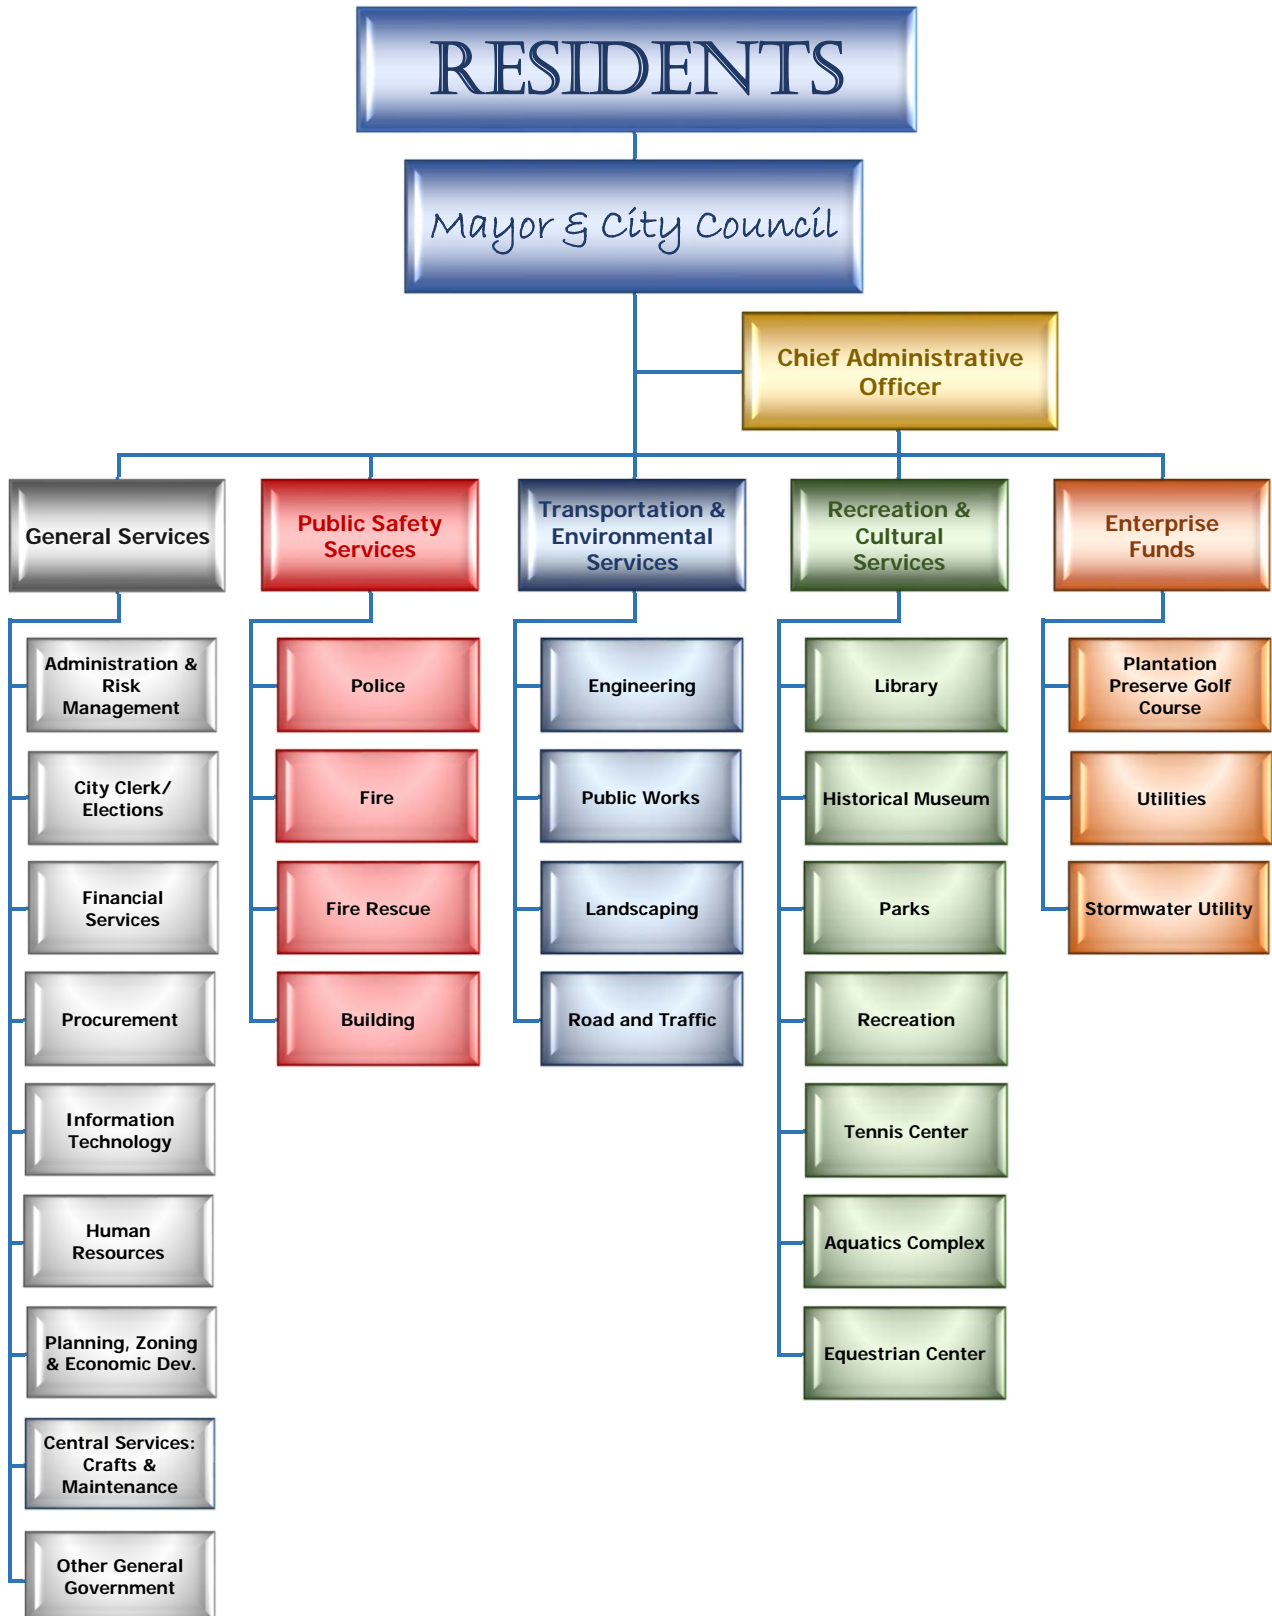 RESIDENTS
Mayor & City Council
Chief Administrative
Officer
General Services
Public Safety
Services
Transportation &
Environmental
Services
Recreation &
Cultural
Services
Enterprise
Funds
Administration &
Risk
Management
City Clerk/
Elections
Financial
Services
Procurement
Information
Technology
Human
Resources
Planning, Zoning
& Economic Dev.
Central Services:
Crafts &
Maintenance
Other General
Government
Police
Fire
Fire Rescue
Building
Engineering
Public Works
Landscaping
Road and Traffic
Library
Historical Museum
Parks
Recreation
Tennis Center
Aquatics Complex
Equestrian Center
Plantation
Preserve Golf
Course
Utilities
Stormwater Utility